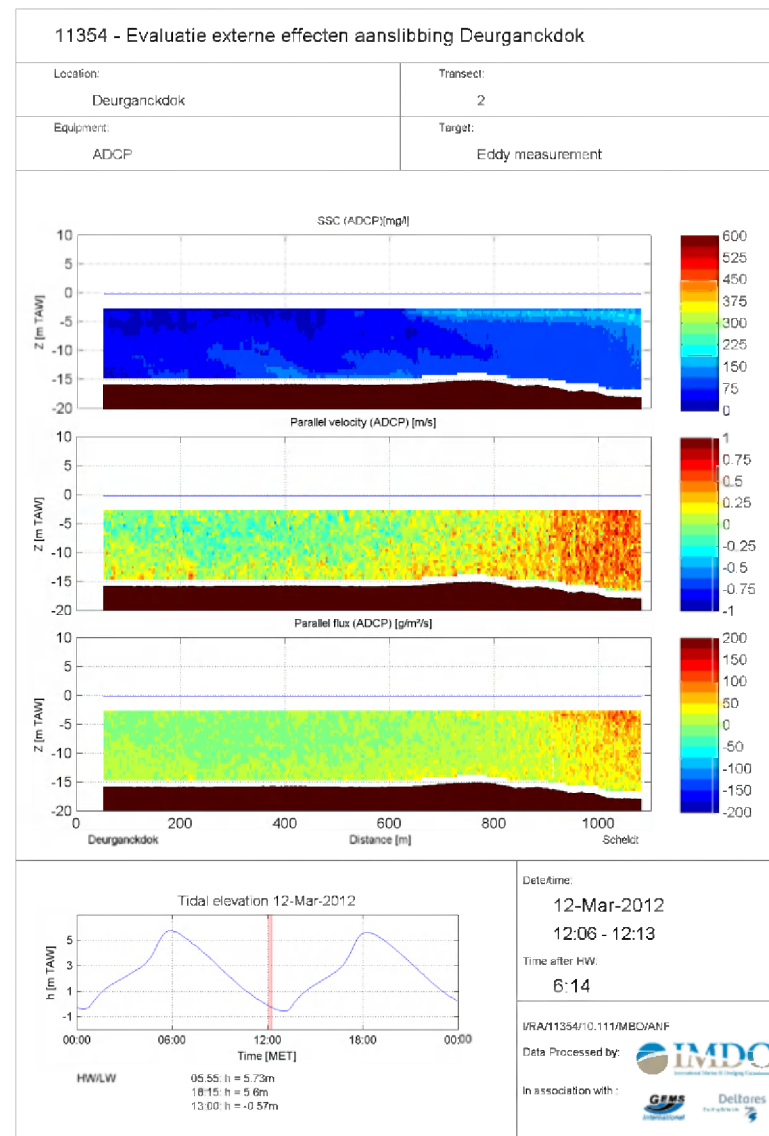 11354 - Evaluatie externe effecten aanslibbing Deurganckdok
Location:
Transect:
Deurganckdok
2
Equipment:
Target:
ADCP
Eddy measurement
SSC (ADCP)[mg/l]
10
5
0
-5
-10
-15
-20
Z [m TAW]
600
525
450
375
300
225
150
75
0
Parallel velocity (ADCP) [m/s]
10
5
0
-5
-10
-15
-20
Z [m TAW]
1
0.75
0.5
0.25
0
-0.25
-0.5
-0.75
-1
Parallel flux (ADCP) [g/m²/s]
10
5
0
-5
-10
-15
-20
Z [m TAW]
200
150
100
50
0
-50
-100
-150
-200
0 200 400 600 800 1000
Deurganckdok Distance [m] Scheldt
Tidal elevation 12-Mar-2012
5
3
1
-1
h [m TAW]
00:00 06:00 12:00 18:00 00:00
Time [MET]
HW/LW
05:55: h = 5.73m
18:15: h = 5.6m
13:00: h = -0.57m
Date/time:
12-Mar-2012
12:06 - 12:13
Time after HW:
6:14
I/RA/11354/10.111/MBO/ANF
Data Processed by:
IMDC
In association with :
GEMS
International
Deltares